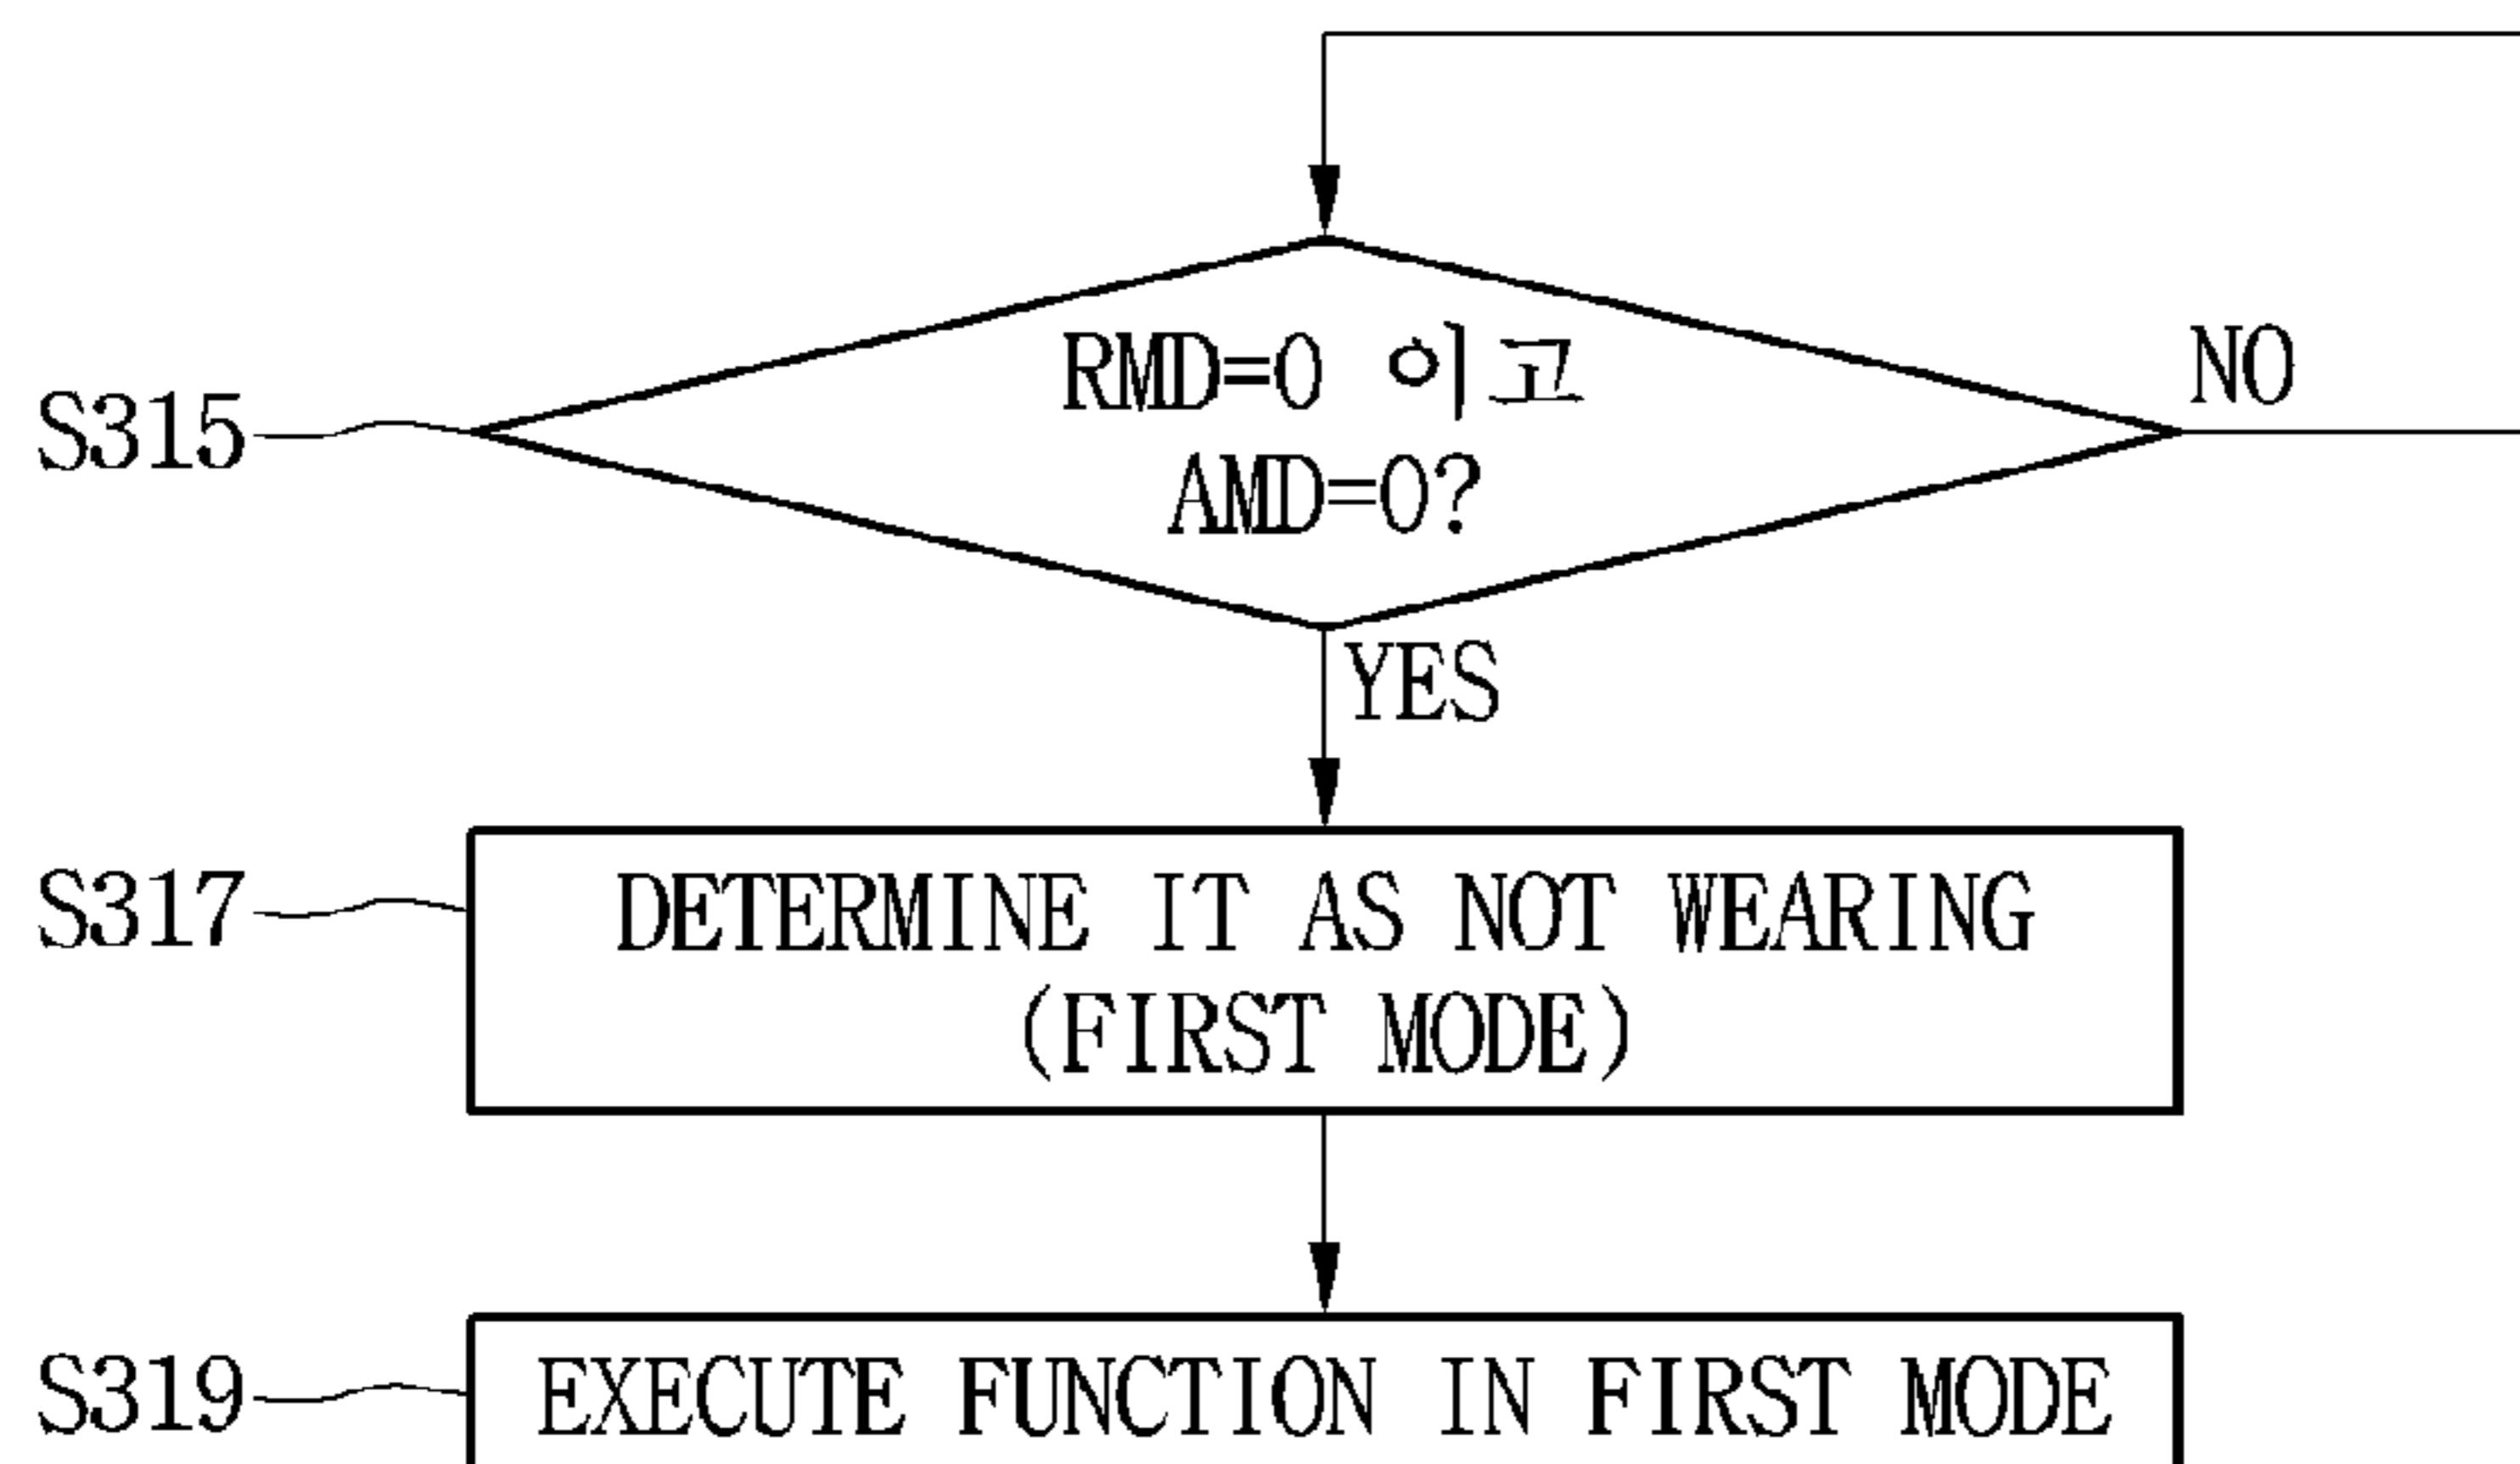 RMD=0 이고
AMD=0?
S315
NO
YES
S317
DETERMINE IT AS NOT WEARING
(FIRST MODE)
S319
EXECUTE FUNCTION IN FIRST MODE